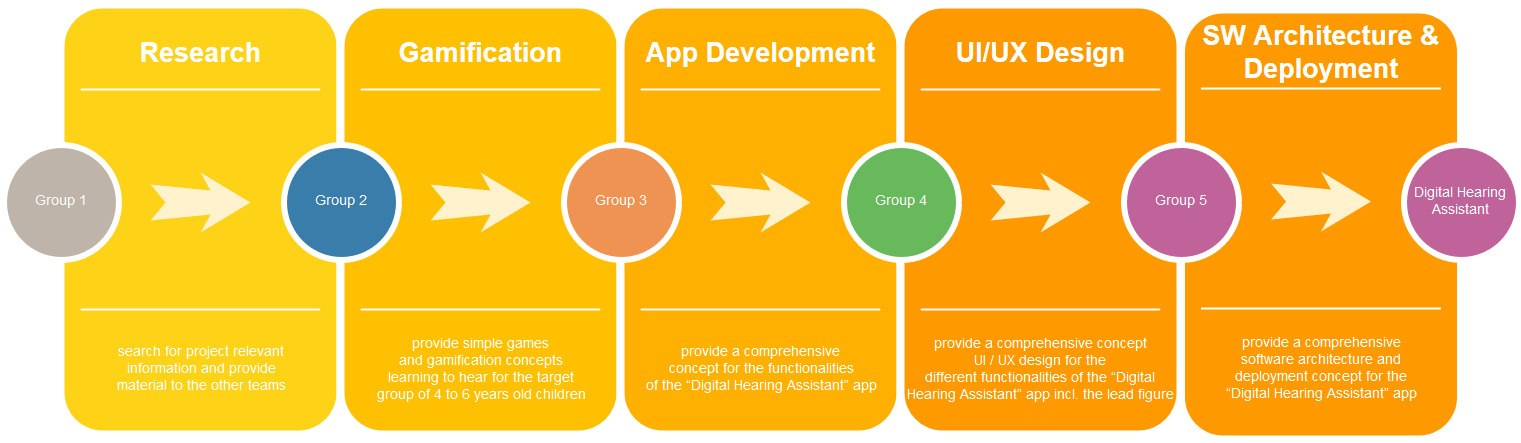 Research
Gamification
App Development
UI/UX Design
SW Architecture &
Deployment
Group 1
Group 2
Group 3
Group 4
Group 5
Digital Hearing
Assistant
search for project relevant
information and provide
material to the other teams
provide simple games
and gamification concepts
learning to hear for the target
group of 4 to 6 years old children
provide a comprehensive
concept for the functionalities
of the “Digital Hearing Assistant” app
provide a comprehensive concept
UI / UX design for the
different functionalities of the “Digital
Hearing Assistant” app incl. the lead figure
provide a comprehensive
software architecture and
deployment concept for the
“Digital Hearing Assistant” app